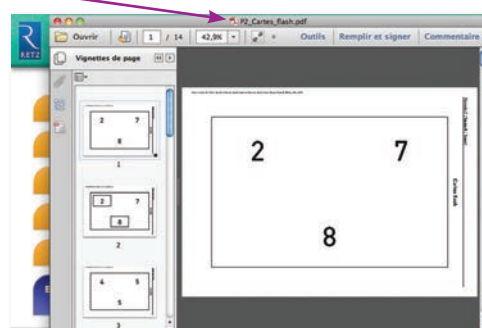 P2_Cartes_flash.pdf
RETZ
Ouvrir 1 / 14 42,9% Outils Remplir et signer Commentaire
Vignettes de page
2 7
8
1
2 7
8
2
4 5
5
3
2 7
8
Cartes flash